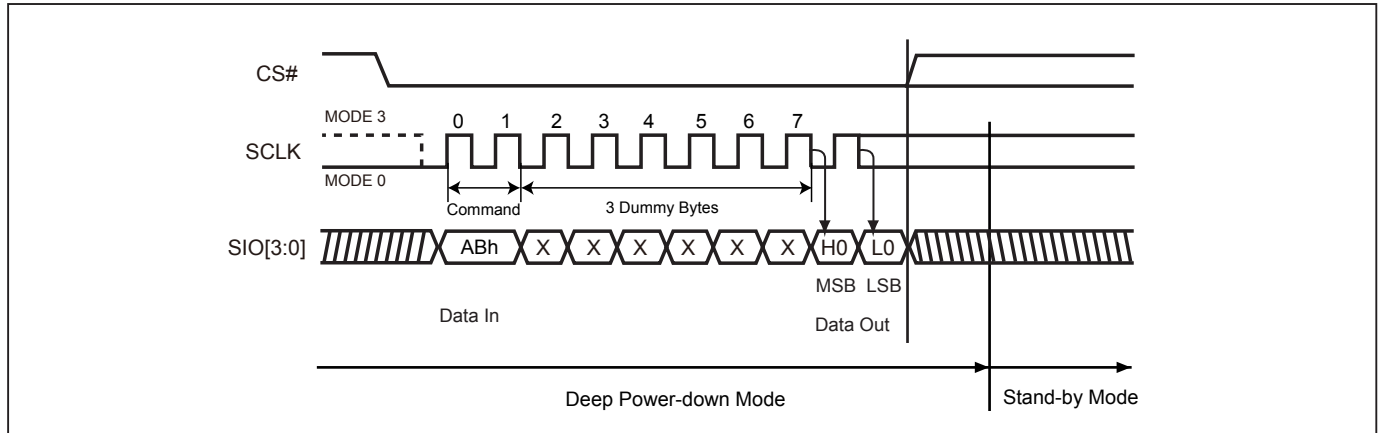 CS#
MODE 3
0 1 2 3 4 5 6 7
SCLK
MODE 0
Command
3 Dummy Bytes
SIO[3:0]
ABh X X X X X X H0 L0
MSB LSB
Data In
Data Out
Deep Power-down Mode
Stand-by Mode